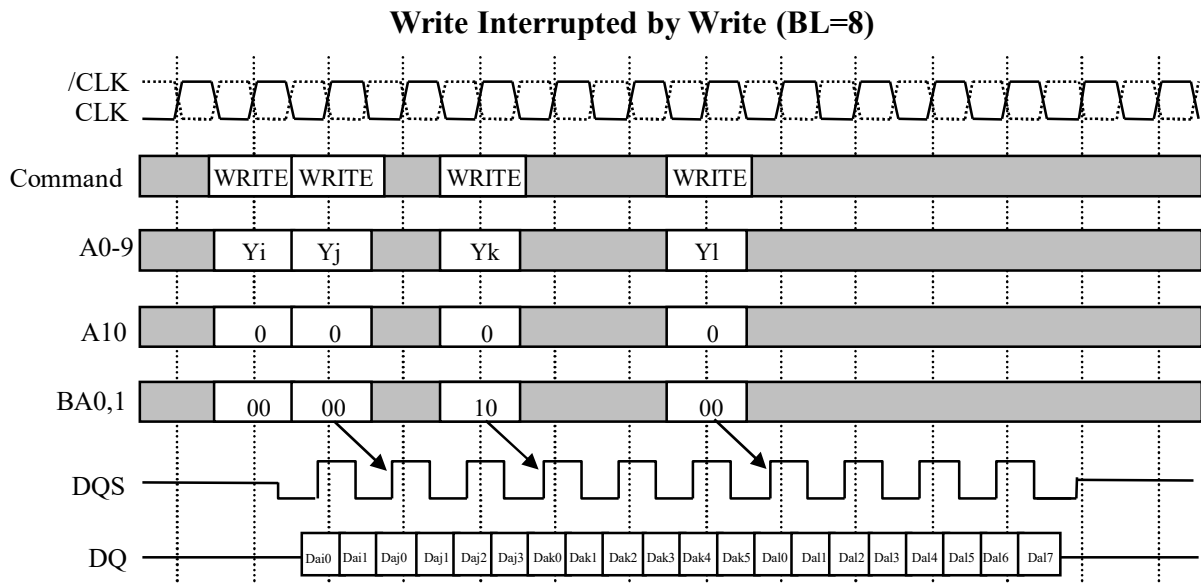 Write Interrupted by Write (BL=8)
/CLK
CLK
Command WRITE WRITE WRITE WRITE
A0-9 Yi Yj Yk Yl
A10 0 0 0 0
BA0,1 00 00 10 00
DQS
DQ Dai0 Dai1 Daj0 Daj1 Daj2 Daj3 Dak0 Dak1 Dak2 Dak3 Dak4 Dak5 Dal0 Dal1 Dal2 Dal3 Dal4 Dal5 Dal6 Dal7